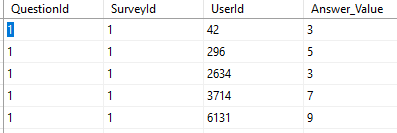 QuestionId SurveyId UserId Answer_Value
1 1 42 3
1 1 296 5
1 1 2634 3
1 1 3714 7
1 1 6131 9